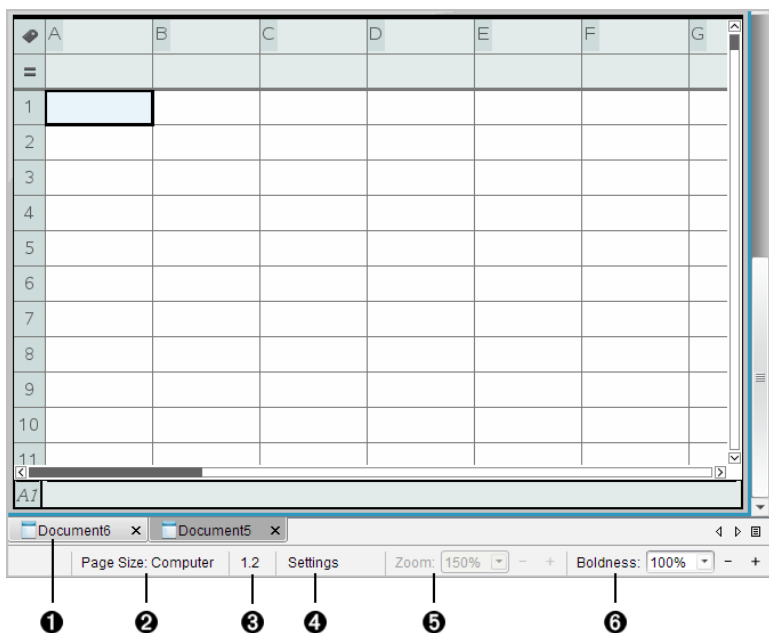 A B C D E F G
=
1
2
3
4
5
6
7
8
9
10
11
A1
Document6 × Document5 ×
Page Size: Computer 1.2 Settings Zoom: 150% - + Boldness: 100% - +
❶ ❷ ❸ ❹ ❺ ❻